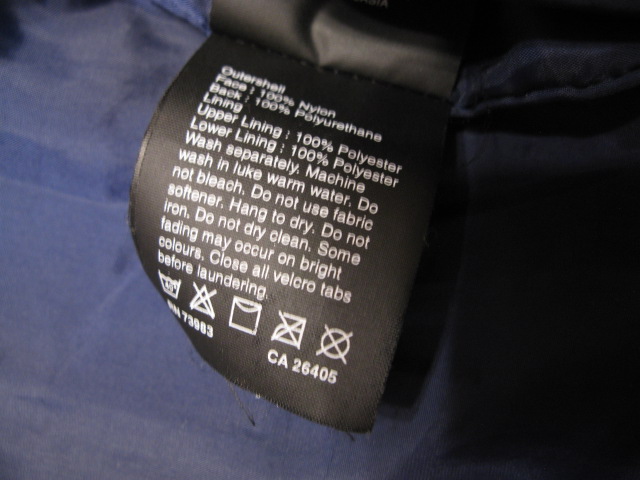 Outershell
Face : 100% Nylon
Back : 100% Polyurethane
Lining :
Upper Lining : 100% Polyester
Lower Lining : 100% Polyester
Wash separately. Machine
wash in luke warm water. Do
not bleach. Do not use fabric
softener. Hang to dry. Do not
iron. Do not dry clean. Some
fading may occur on bright
colours. Close all velcro tabs
before laundering.
RN 73983
CA 26405